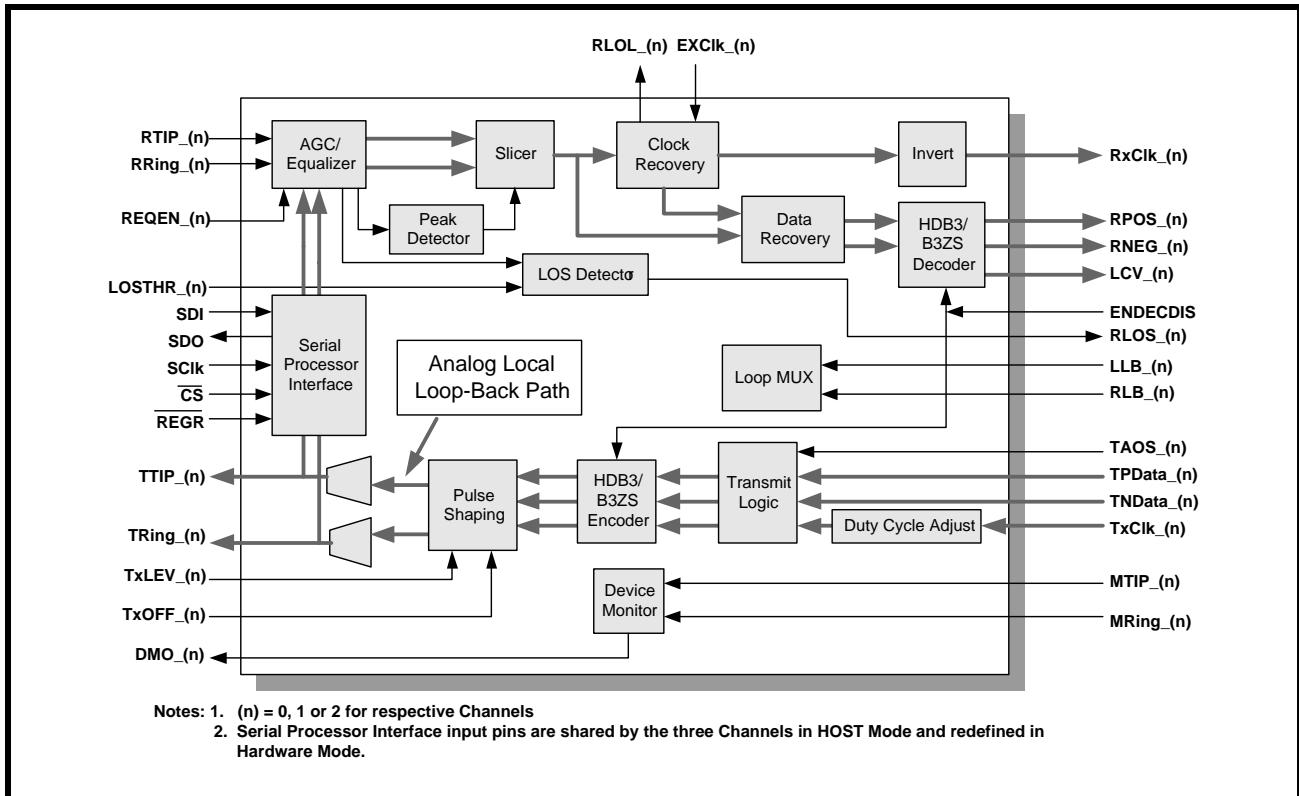 RLOL_(n) EXClk_(n)
RTIP_(n)
RRing_(n)
REQEN_(n)
LOSTHR_(n)
SDI
SDO
SClk
CS
REGR
TTIP_(n)
TRing_(n)
TxLEV_(n)
TxOFF_(n)
DMO_(n)
AGC/
Equalizer
Slicer
Clock
Recovery
Invert
Peak
Detector
Data
Recovery
HDB3/
B3ZS
Decoder
LOS Detector
Serial
Processor
Interface
Analog Local
Loop-Back Path
Loop MUX
Pulse
Shaping
HDB3/
B3ZS
Encoder
Transmit
Logic
Duty Cycle Adjust
Device
Monitor
RxClk_(n)
RPOS_(n)
RNEG_(n)
LCV_(n)
ENDECDIS
RLOS_(n)
LLB_(n)
RLB_(n)
TAOS_(n)
TPData_(n)
TNData_(n)
TxClk_(n)
MTIP_(n)
MRing_(n)
Notes: 1. (n) = 0, 1 or 2 for respective Channels
2. Serial Processor Interface input pins are shared by the three Channels in HOST Mode and redefined in
Hardware Mode.